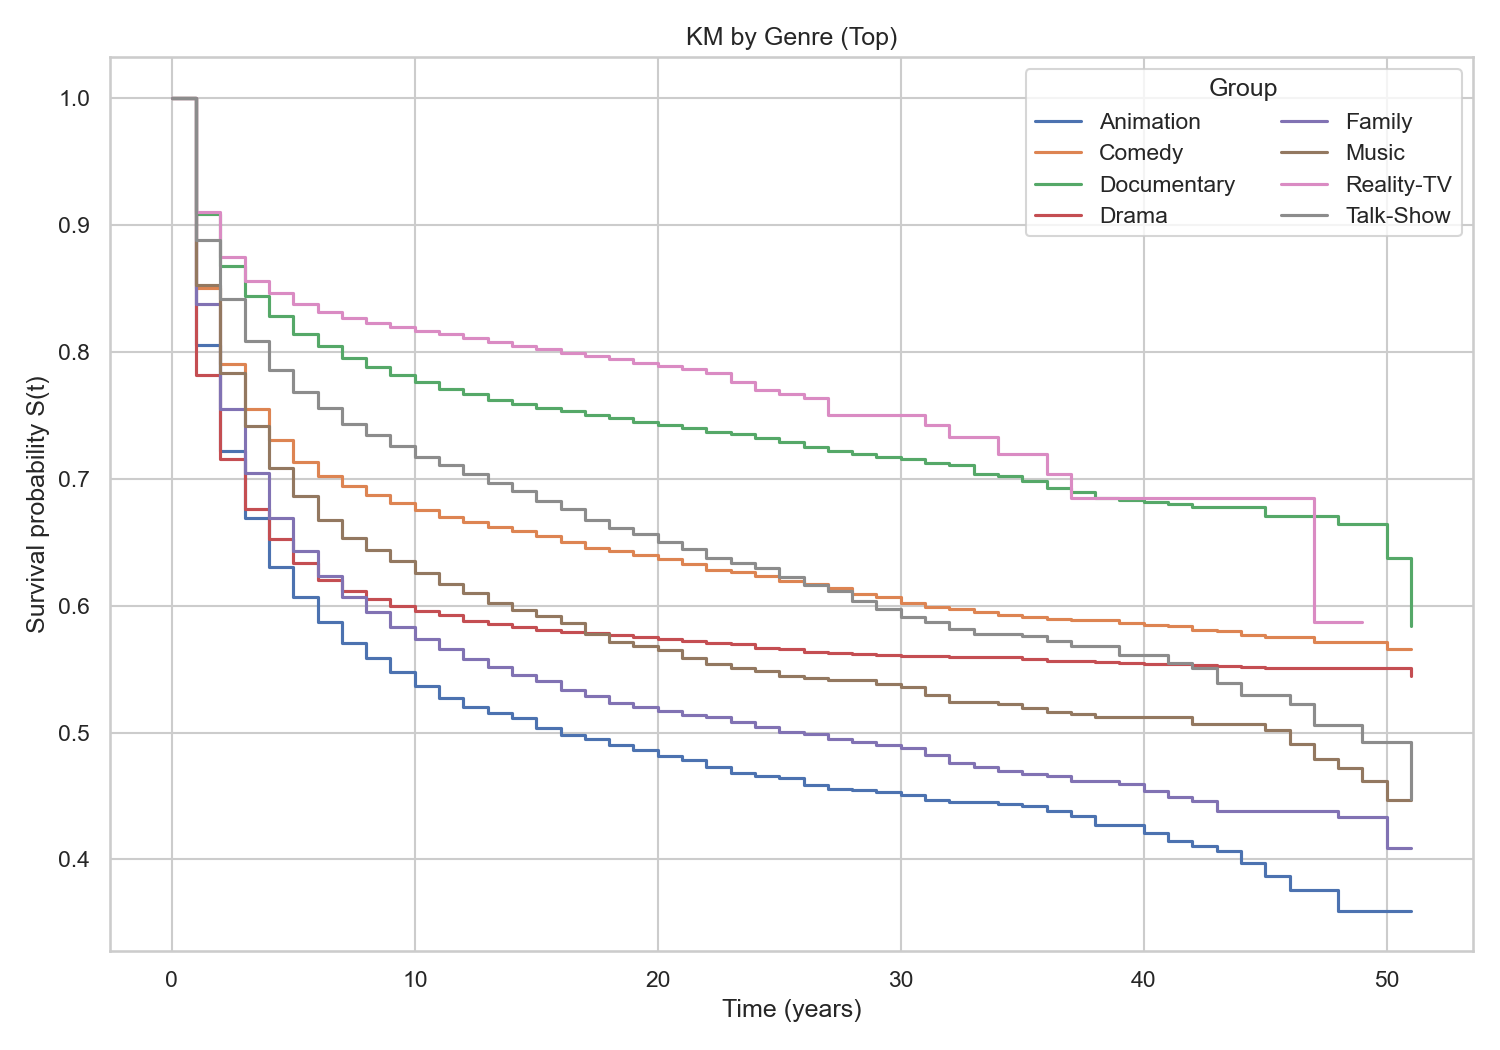 KM by Genre (Top)
Group
Animation
Comedy
Documentary
Drama
Family
Music
Reality-TV
Talk-Show
Survival probability S(t)
1.0
0.9
0.8
0.7
0.6
0.5
0.4
0 10 20 30 40 50
Time (years)